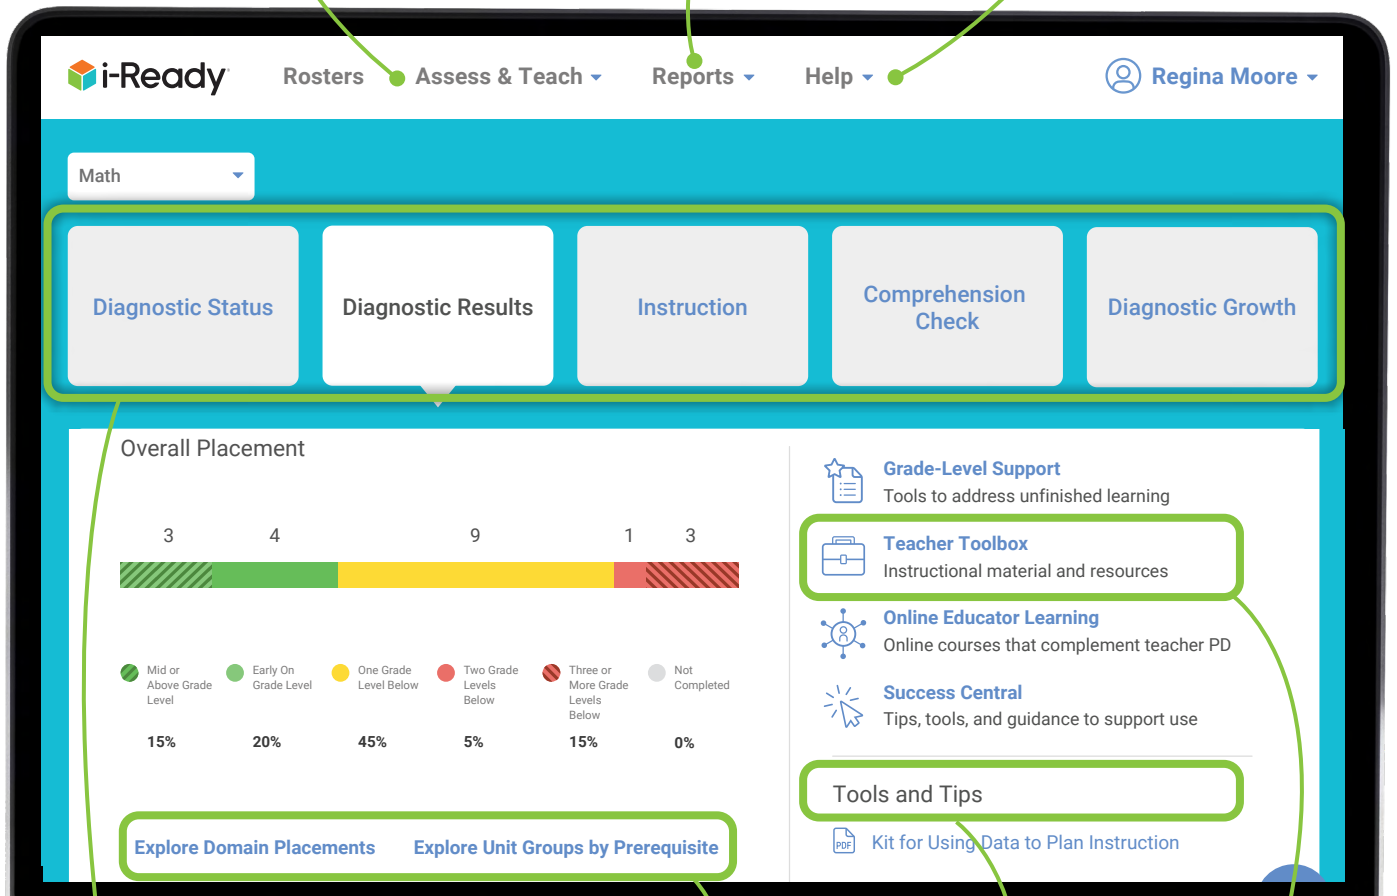 i-Ready
Rosters
Assess & Teach
Reports
Help
Regina Moore
Math
Diagnostic Status
Diagnostic Results
Instruction
Comprehension
Check
Diagnostic Growth
Overall Placement
3 4 9 1 3
Mid or
Above Grade
Level
15%
Early On
Grade Level
20%
One Grade
Level Below
45%
Two Grade
Levels
Below
5%
Three or
More Grade
Levels
Below
15%
Not
Completed
0%
Explore Domain Placements
Explore Unit Groups by Prerequisite
Grade-Level Support
Tools to address unfinished learning
Teacher Toolbox
Instructional material and resources
Online Educator Learning
Online courses that complement teacher PD
Success Central
Tips, tools, and guidance to support use
Tools and Tips
PDF
Kit for Using Data to Plan Instruction